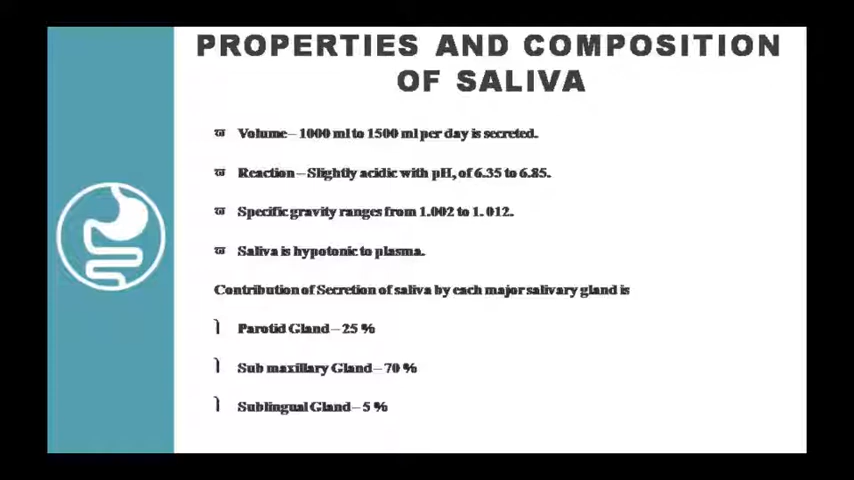 PROPERTIES AND COMPOSITION
OF SALIVA
Volume – 1000 ml to 1500 ml per day is secreted.
Reaction – Slightly acidic with pH, of 6.35 to 6.85.
Specific gravity ranges from 1.002 to 1. 012.
Saliva is hypotonic to plasma.
Contribution of Secretion of saliva by each major salivary gland is
Parotid Gland – 25 %
Sub maxillary Gland – 70 %
Sublingual Gland – 5 %